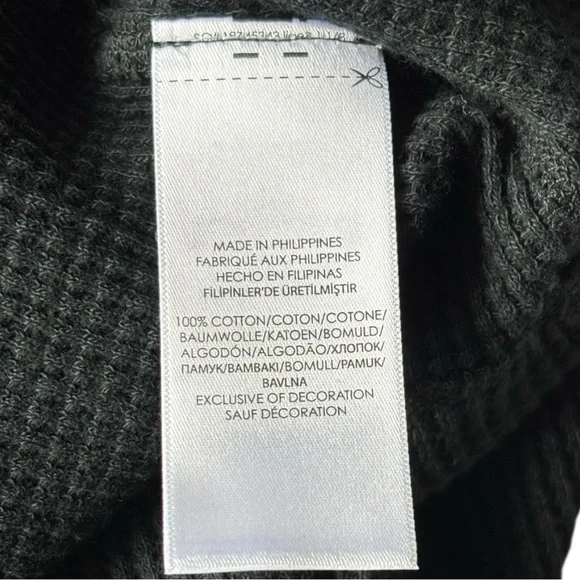 MADE IN PHILIPPINES
FABRIQUÉ AUX PHILIPPINES
HECHO EN FILIPINAS
FİLİPİNLER'DE ÜRETİLMİŞTİR
100% COTTON/COTON/COTONE/
BAUMWOLLE/KATOEN/BOMULD/
ALGODÓN/ALGODÃO/ХЛОПОК/
ПАМУК/BAMBAKI/BOMULL/PAMUK/
BAVLNA
EXCLUSIVE OF DECORATION
SAUF DÉCORATION